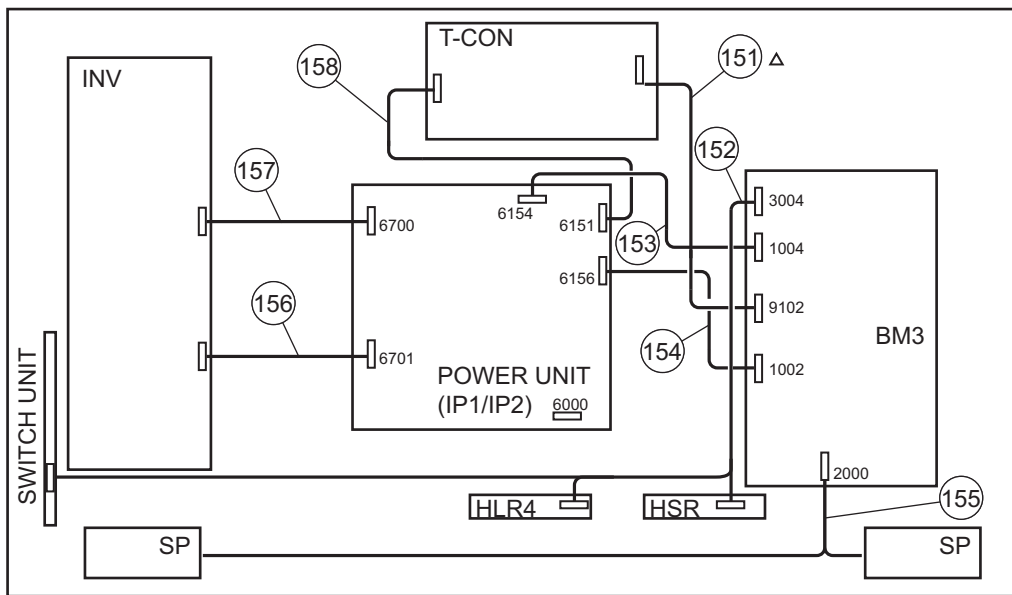 T-CON
151 △
158
INV
152
157
3004
6154
6151
153
1004
6700
6156
156
9102
154
BM3
6701
1002
POWER UNIT
(IP1/IP2)
6000
SWITCH UNIT
2000
155
HLR4
HSR
SP
SP